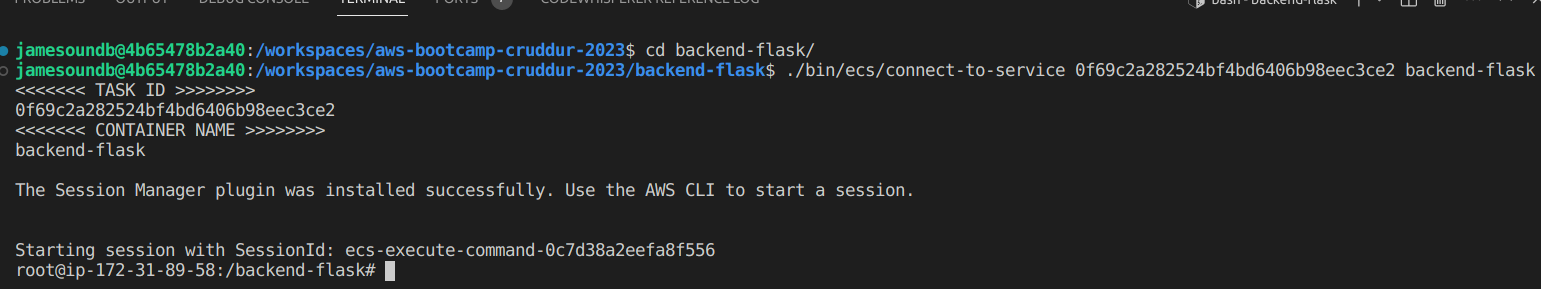 PROBLEMS OUTPUT DEBUG CONSOLE TERMINAL PORTS CODEWHISPERER REFERENCE LOG Bash - Backend-flask
jamesoundb@4b65478b2a40:/workspaces/aws-bootcamp-cruddur-2023$ cd backend-flask/
jamesoundb@4b65478b2a40:/workspaces/aws-bootcamp-cruddur-2023/backend-flask$ ./bin/ecs/connect-to-service 0f69c2a282524bf4bd6406b98eec3ce2 backend-flask
<<<<<<< TASK ID >>>>>>>>
0f69c2a282524bf4bd6406b98eec3ce2
<<<<<<< CONTAINER NAME >>>>>>>>
backend-flask
The Session Manager plugin was installed successfully. Use the AWS CLI to start a session.
Starting session with SessionId: ecs-execute-command-0c7d38a2eefa8f556
root@ip-172-31-89-58:/backend-flask#